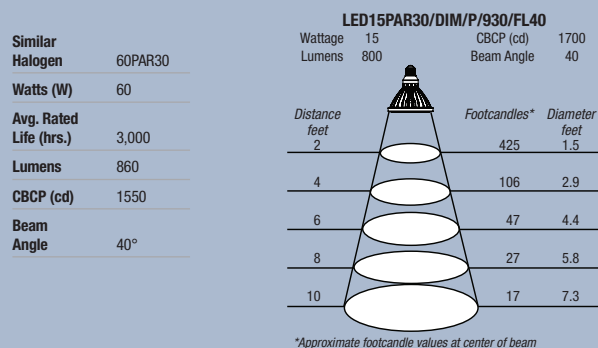 Similar
Halogen 60PAR30
Watts (W) 60
Avg. Rated
Life (hrs.) 3,000
Lumens 860
CBCP (cd) 1550
Beam
Angle 40°
LED15PAR30/DIM/P/930/FL40
Wattage 15 CBCP (cd) 1700
Lumens 800 Beam Angle 40
Distance Footcandles* Diameter
feet feet
2 425 1.5
4 106 2.9
6 47 4.4
8 27 5.8
10 17 7.3
*Approximate footcandle values at center of beam